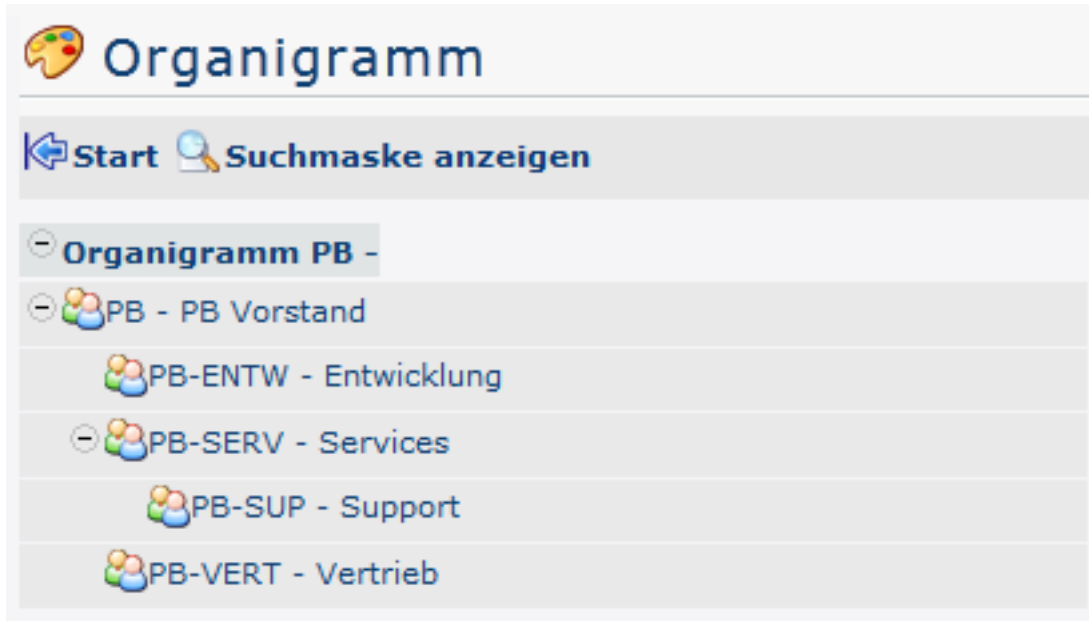 Organigramm
Start Suchmaske anzeigen
Organigramm PB -
PB - PB Vorstand
PB-ENTW - Entwicklung
PB-SERV - Services
PB-SUP - Support
PB-VERT - Vertrieb